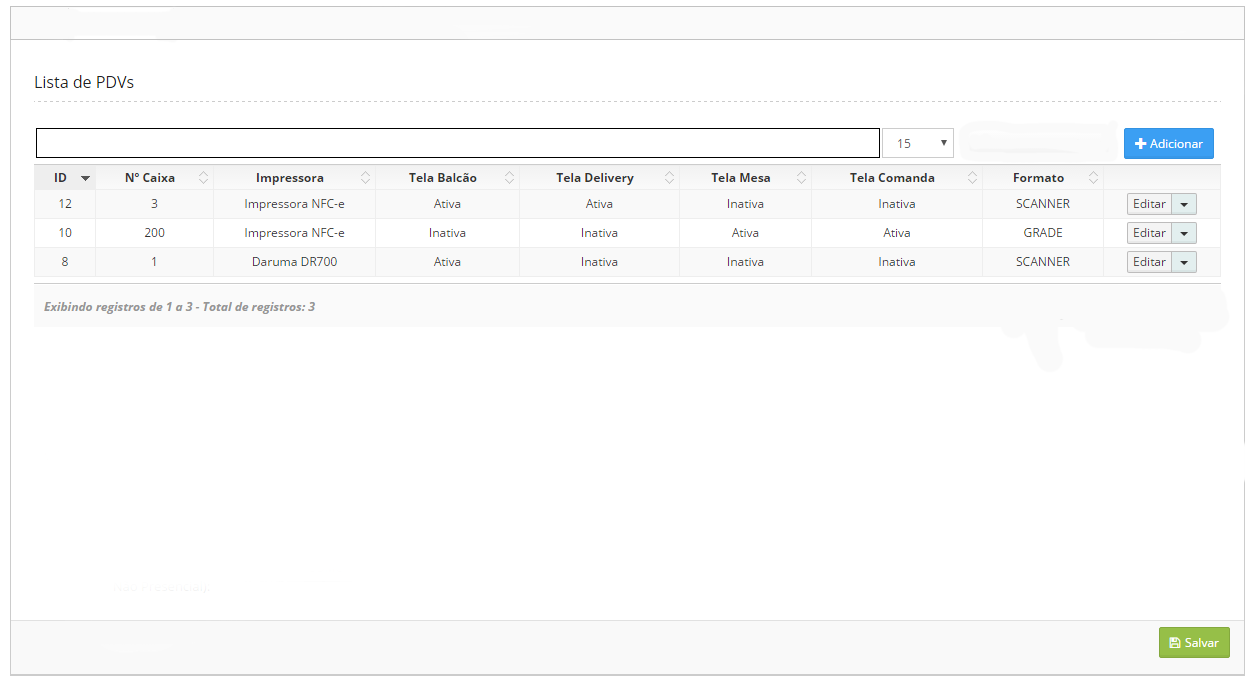 Lista de PDVs
15 Adicionar
ID Nº Caixa Impressora Tela Balcão Tela Delivery Tela Mesa Tela Comanda Formato
12 3 Impressora NFC-e Ativa Ativa Inativa Inativa SCANNER Editar
10 200 Impressora NFC-e Inativa Inativa Ativa Ativa GRADE Editar
8 1 Daruma DR700 Ativa Inativa Inativa Inativa SCANNER Editar
Exibindo registros de 1 a 3 - Total de registros: 3
Salvar